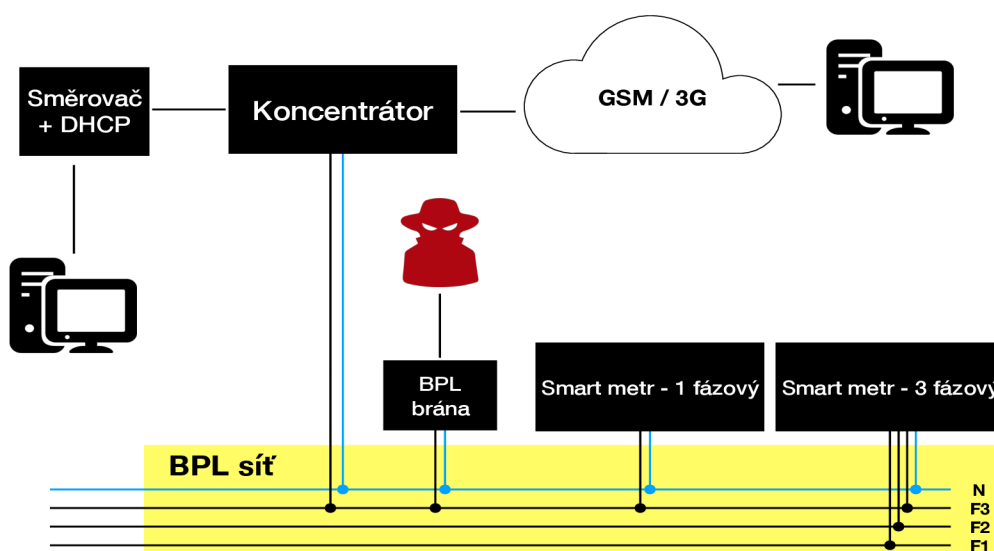 Směrovač
+ DHCP
Koncentrátor
GSM / 3G
BPL
brána
Smart metr - 1 fázový
Smart metr - 3 fázový
BPL síť
N
F3
F2
F1